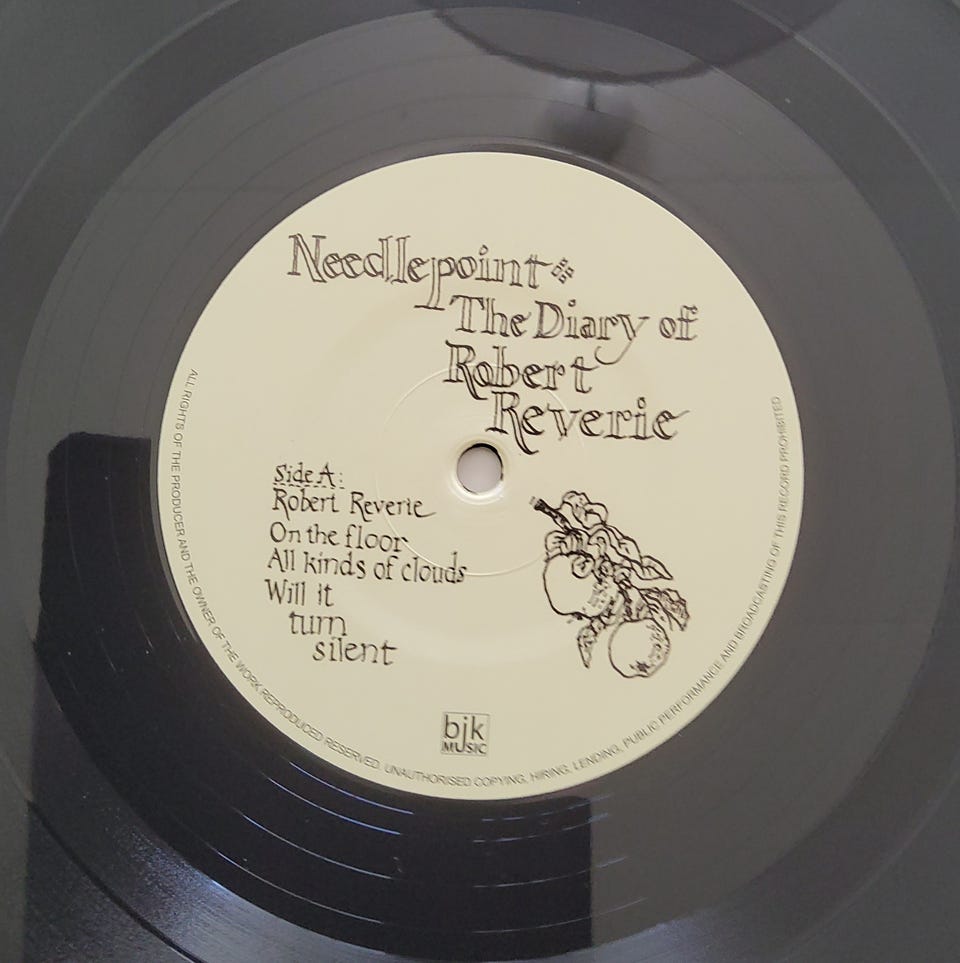 Needlepoint
The Diary of
Robert
Reverie
Side A:
Robert Reverie
On the floor
All kinds of clouds
Will it
turn
silent
bjk
MUSIC
ALL RIGHTS OF THE PRODUCER AND THE OWNER OF THE WORK REPRODUCED RESERVED. UNAUTHORISED COPYING, HIRING, LENDING, PUBLIC PERFORMANCE AND BROADCASTING OF THIS RECORD PROHIBITED